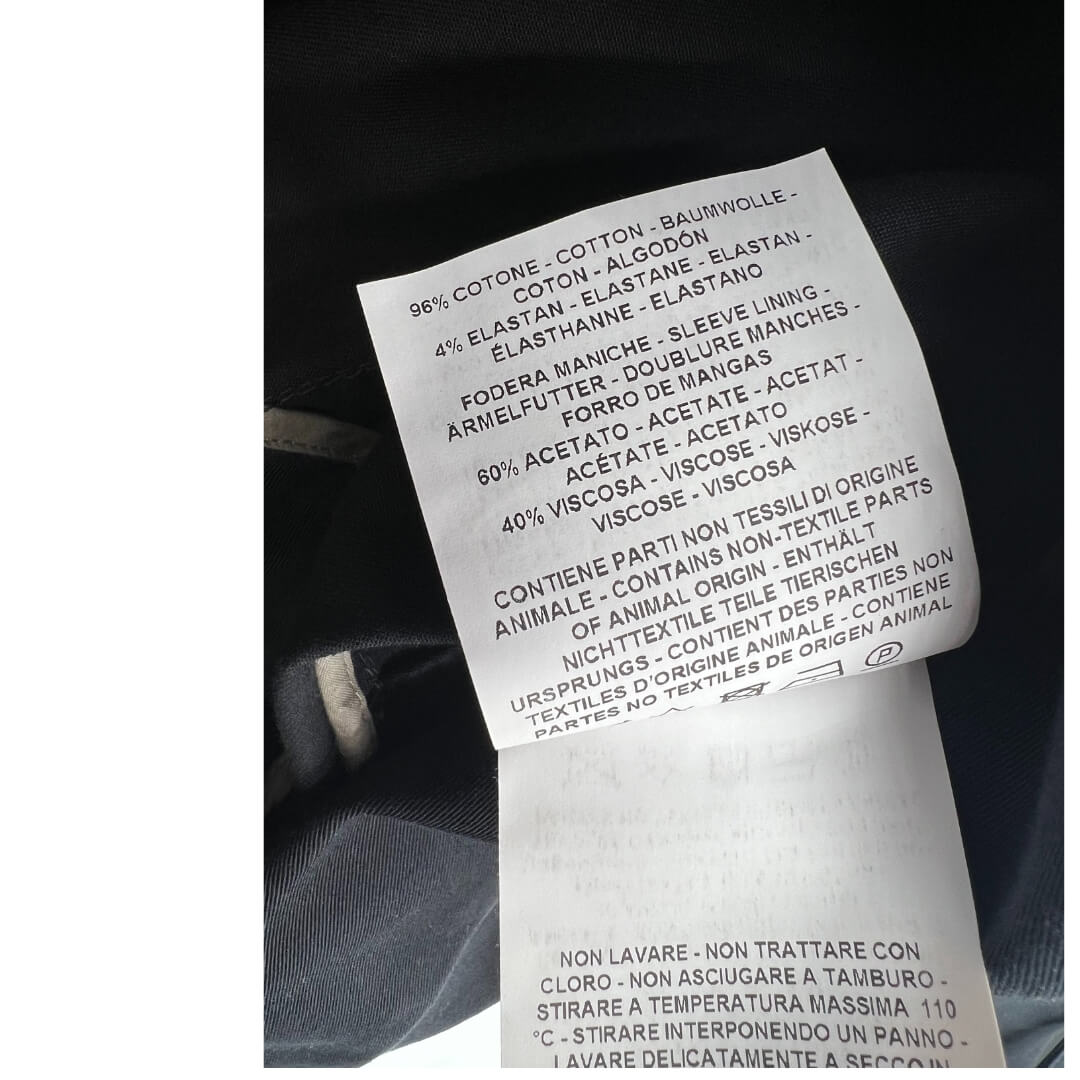 96% COTONE - COTTON - BAUMWOLLE -
COTON - ALGODÓN
4% ELASTAN - ELASTANE - ELASTAN -
ÉLASTHANNE - ELASTANO
FODERA MANICHE - SLEEVE LINING -
ÄRMELFUTTER - DOUBLURE MANCHES -
FORRO DE MANGAS
60% ACETATO - ACETATE - ACETAT -
ACÉTATE - ACETATO
40% VISCOSA - VISCOSE - VISKOSE -
VISCOSE - VISCOSA
CONTIENE PARTI NON TESSILI DI ORIGINE
ANIMALE - CONTAINS NON-TEXTILE PARTS
OF ANIMAL ORIGIN - ENTHÄLT
NICHTTEXTILE TEILE TIERISCHEN
URSPRUNGS - CONTIENT DES PARTIES NON
TEXTILES D'ORIGINE ANIMALE - CONTIENE
PARTES NO TEXTILES DE ORIGEN ANIMAL
P
NON LAVARE - NON TRATTARE CON
CLORO - NON ASCIUGARE A TAMBURO -
STIRARE A TEMPERATURA MASSIMA 110
°C - STIRARE INTERPONENDO UN PANNO -
LAVARE DELICATAMENTE A SECCO IN